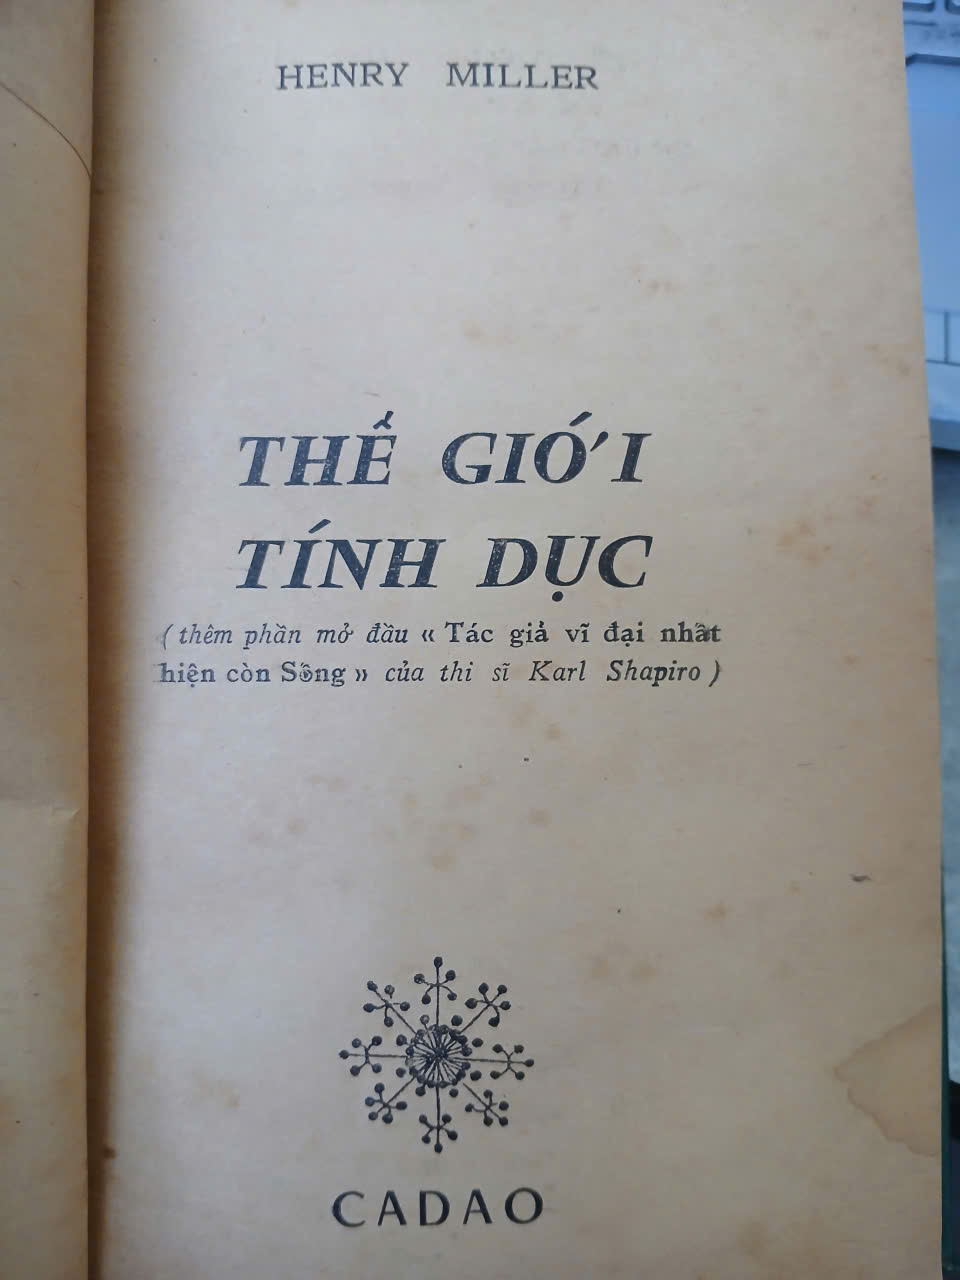 HENRY MILLER
THẾ GIỚI
TÍNH DỤC
(thêm phần mở đầu « Tác giả vĩ đại nhất
hiện còn Sống » của thi sĩ Karl Shapiro)
CADAO